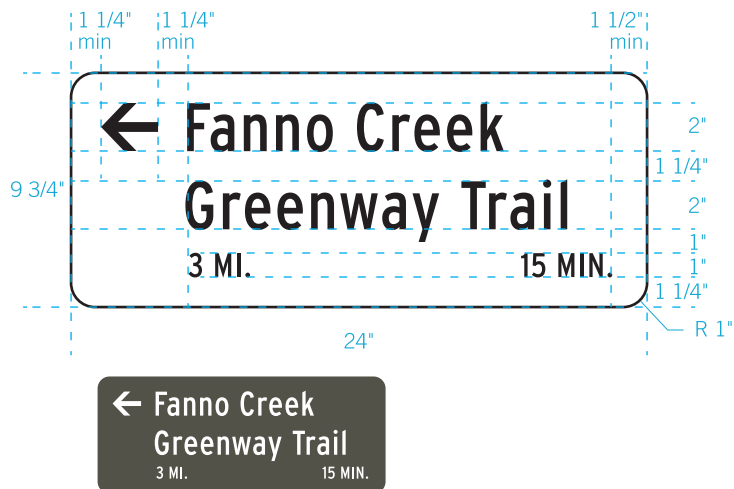 1 1/4" 1 1/4" 1 1/2"
min min min
← Fanno Creek
2"
1 1/4"
9 3/4"
Greenway Trail
2"
1"
3 MI. 15 MIN.
1"
1 1/4"
R 1"
24"
← Fanno Creek
Greenway Trail
3 MI. 15 MIN.